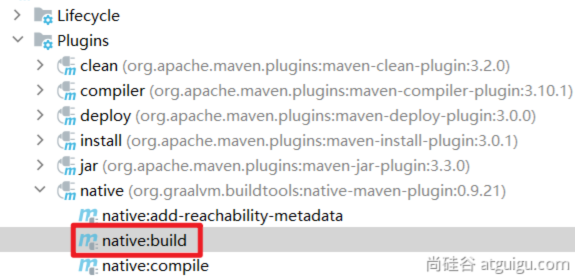 Lifecycle
Plugins
clean (org.apache.maven.plugins:maven-clean-plugin:3.2.0)
compiler (org.apache.maven.plugins:maven-compiler-plugin:3.10.1)
deploy (org.apache.maven.plugins:maven-deploy-plugin:3.0.0)
install (org.apache.maven.plugins:maven-install-plugin:3.0.1)
jar (org.apache.maven.plugins:maven-jar-plugin:3.3.0)
native (org.graalvm.buildtools:native-maven-plugin:0.9.21)
native:add-reachability-metadata
native:build
native:compile
尚硅谷 atguigu.com